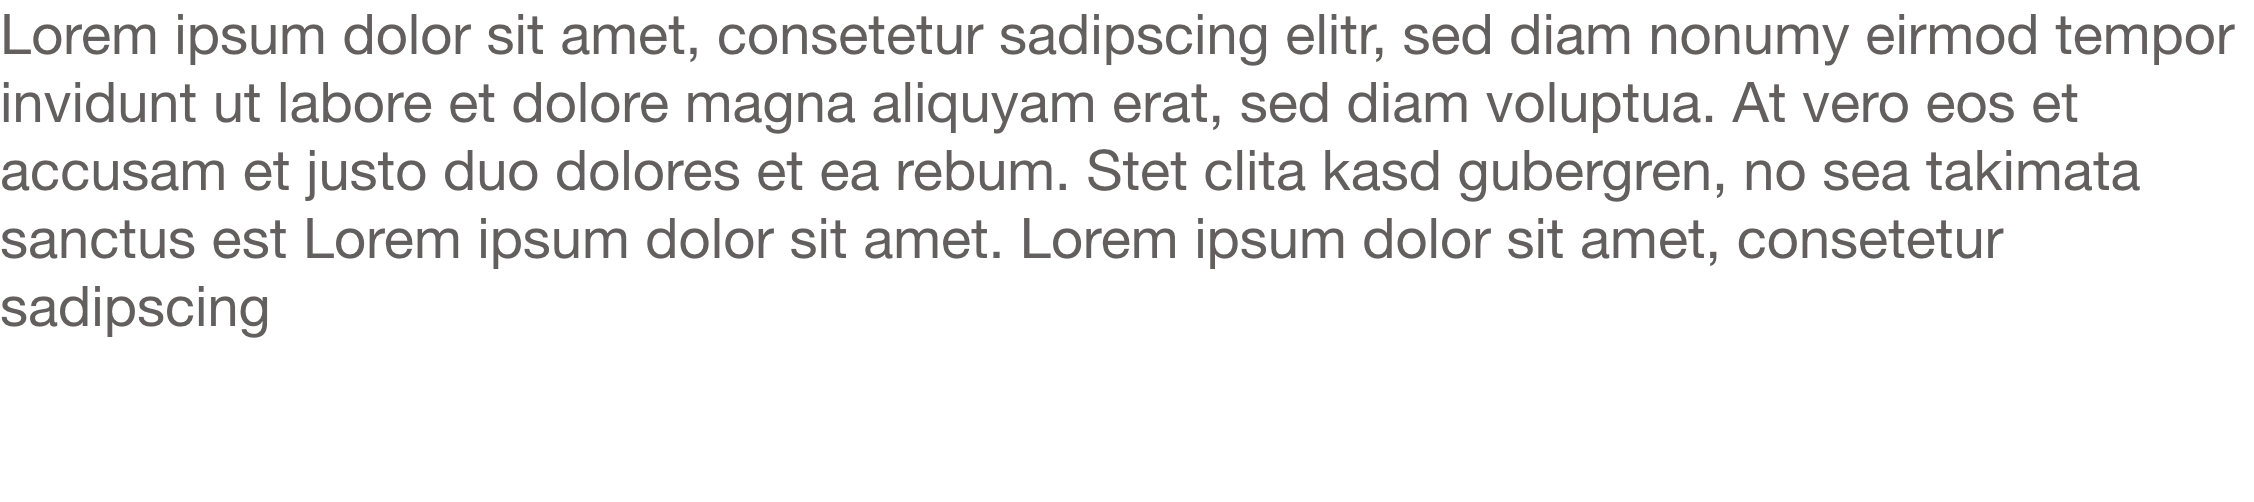 Lorem ipsum dolor sit amet, consetetur sadipscing elitr, sed diam nonumy eirmod tempor
invidunt ut labore et dolore magna aliquyam erat, sed diam voluptua. At vero eos et
accusam et justo duo dolores et ea rebum. Stet clita kasd gubergren, no sea takimata
sanctus est Lorem ipsum dolor sit amet. Lorem ipsum dolor sit amet, consetetur
sadipscing